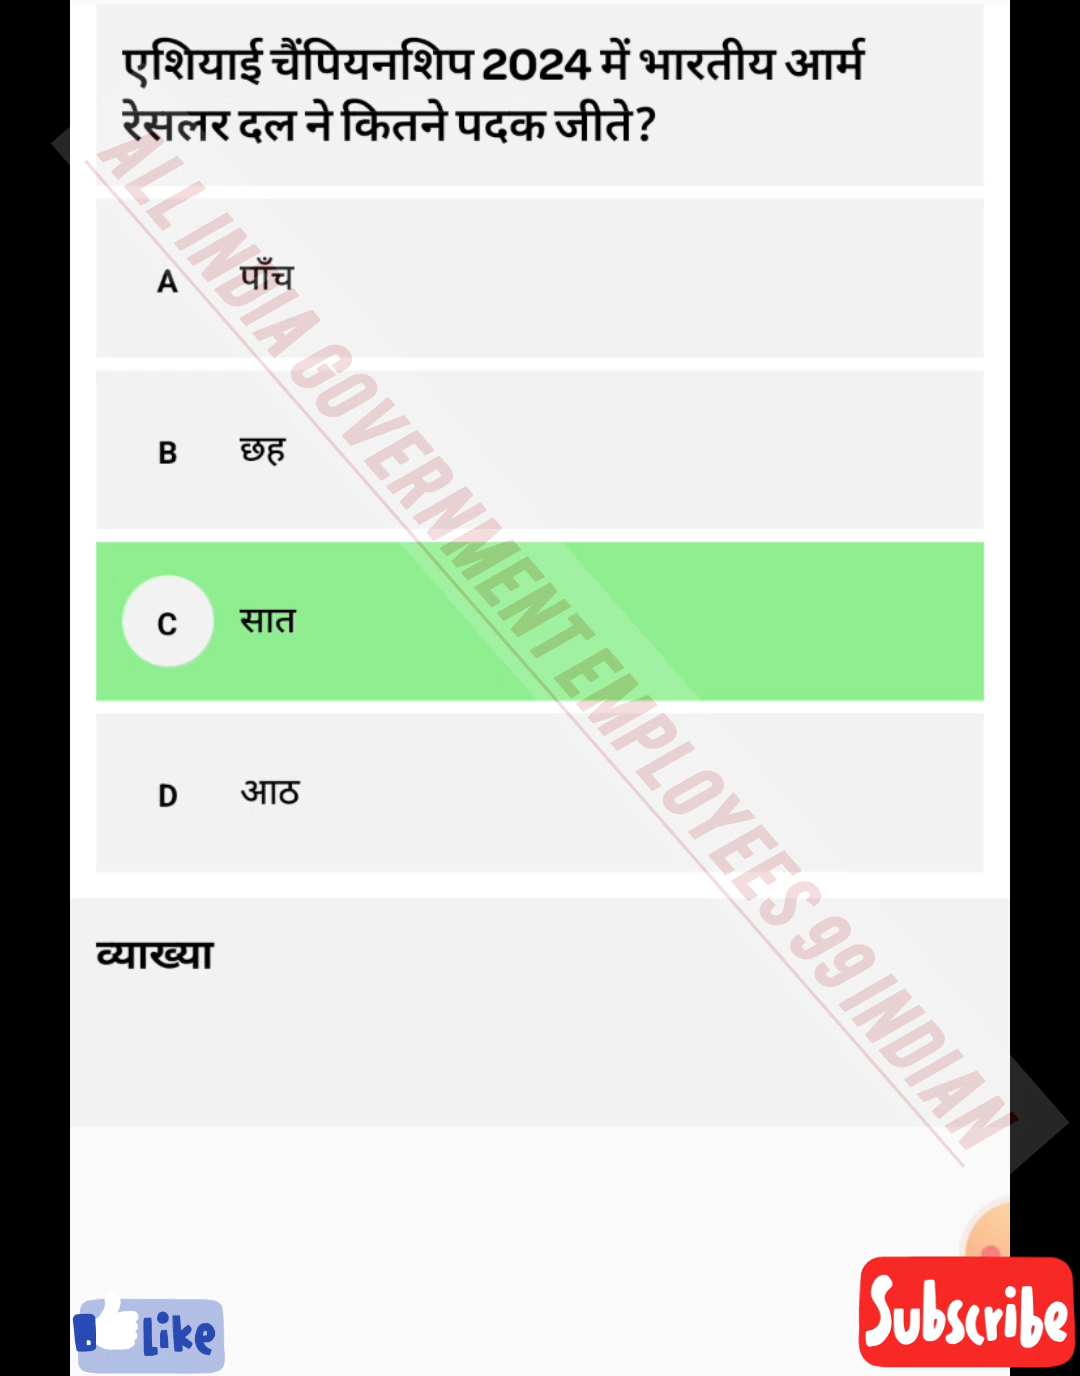 एशियाई चैंपियनशिप 2024 में भारतीय आर्म
रेसलर दल ने कितने पदक जीते?
A पाँच
B छह
C सात
D आठ
व्याख्या
ALL INDIA GOVERNMENT EMPLOYEES 99 INDIAN
Like
Subscribe